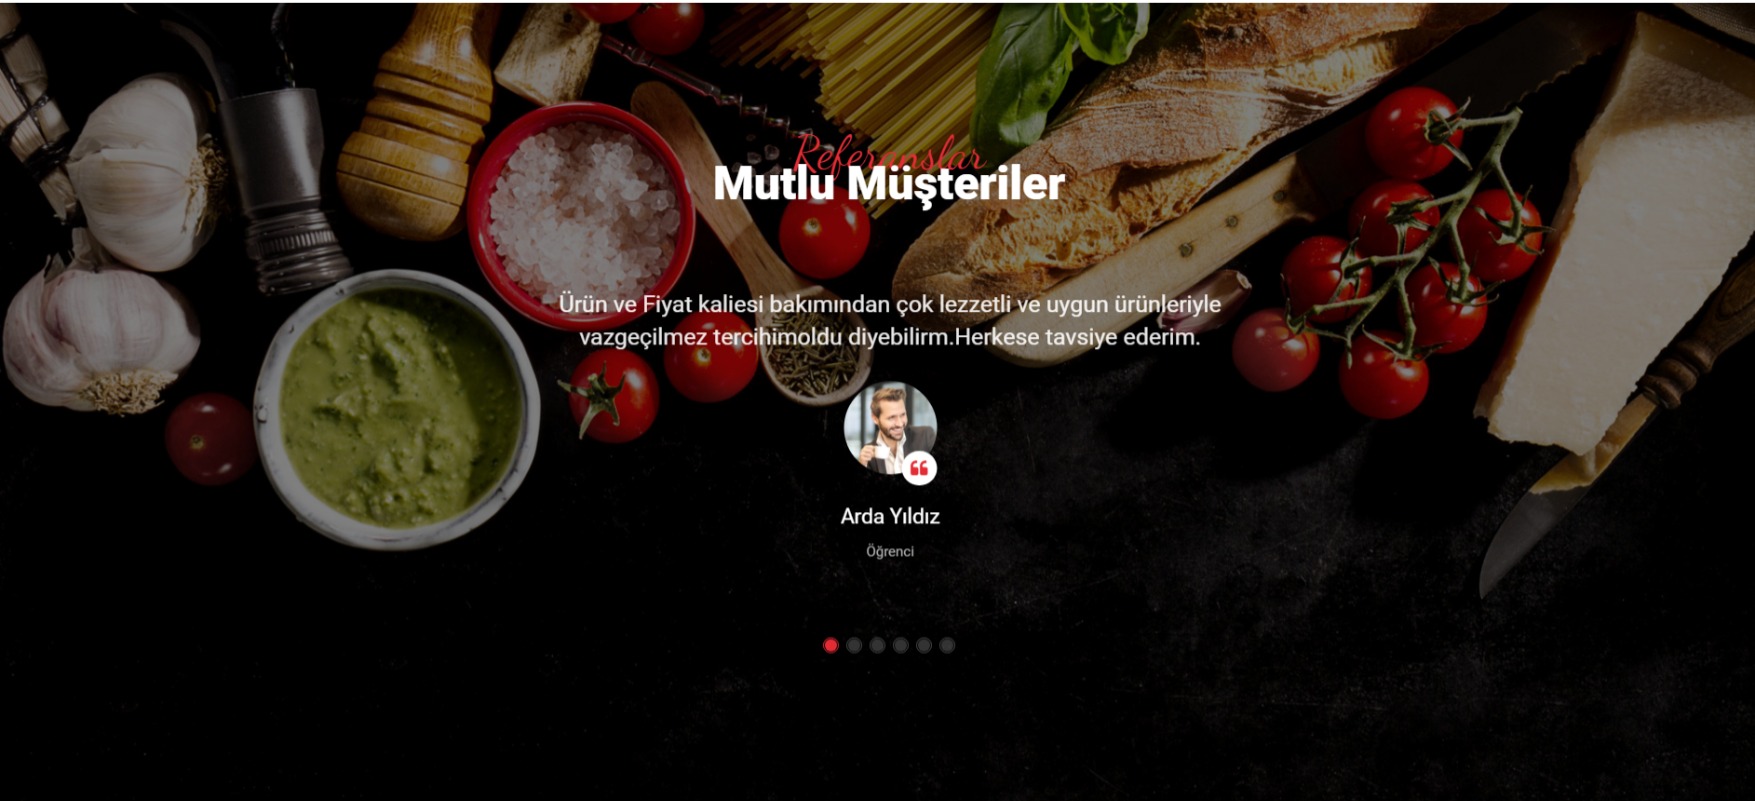 Referanslar
Mutlu Müşteriler
Ürün ve Fiyat kaliesi bakımından çok lezzetli ve uygun ürünleriyle
vazgeçilmez tercihimoldu diyebilirm.Herkese tavsiye ederim.
Arda Yıldız
Öğrenci